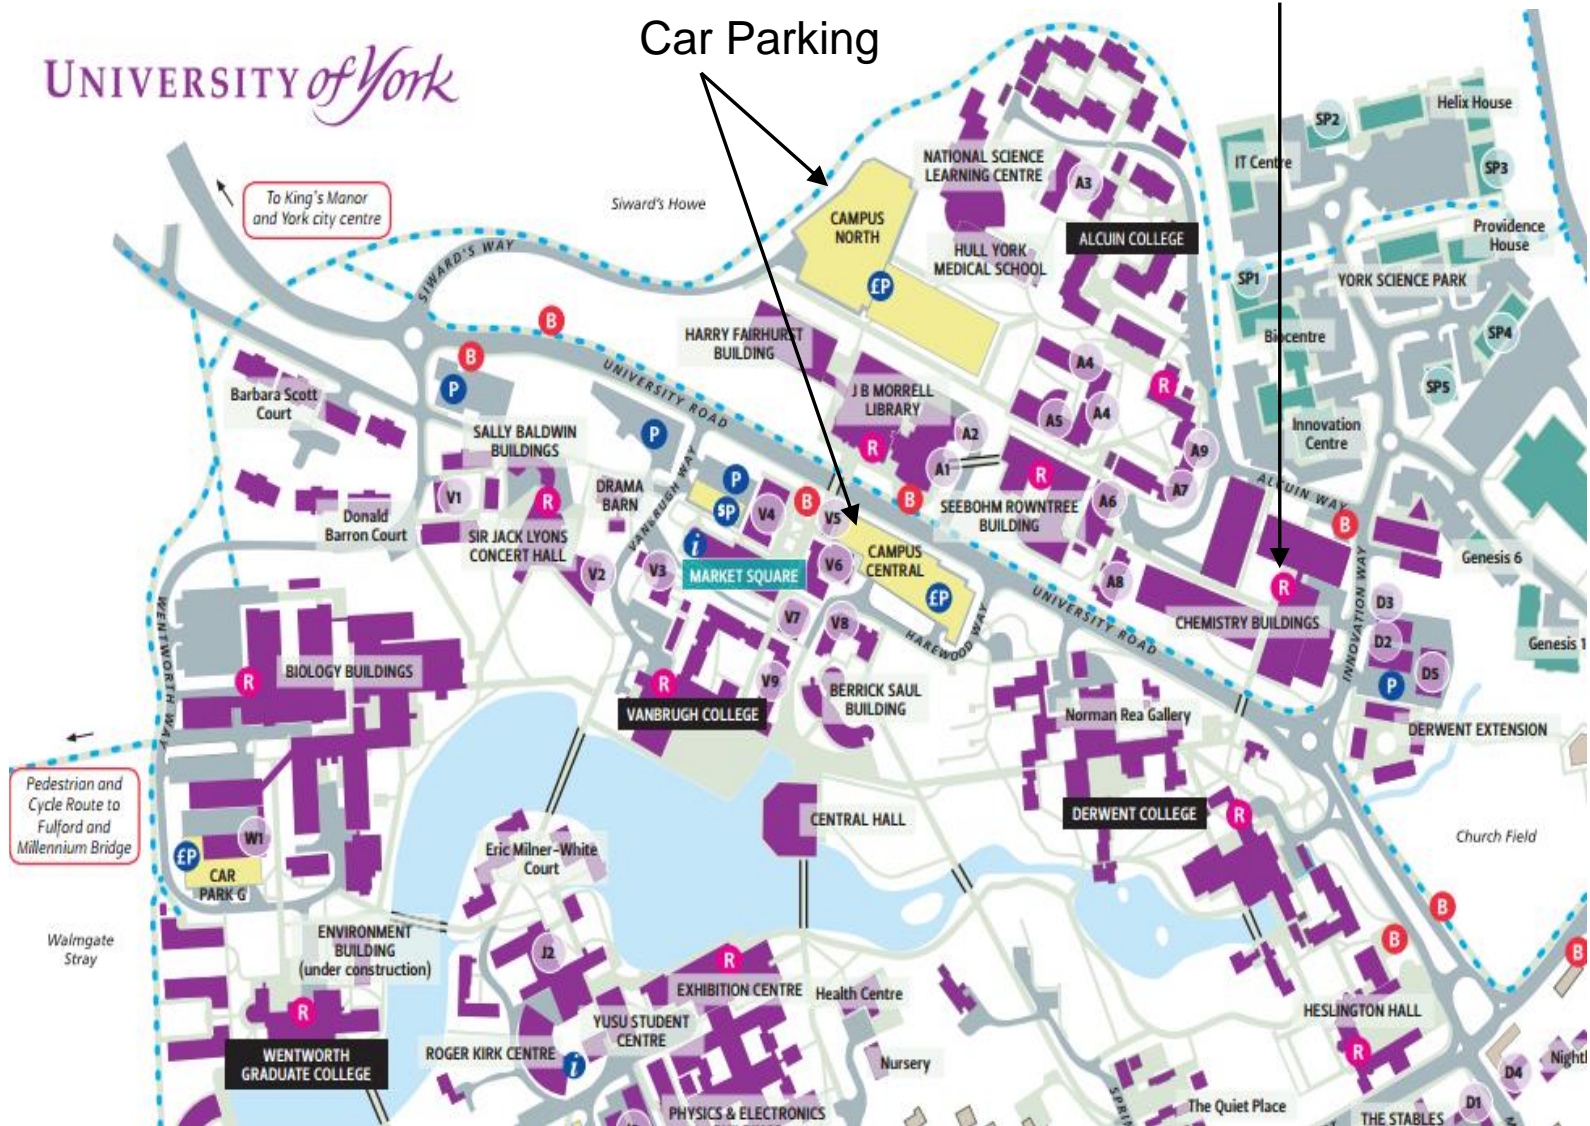 Car Parking
UNIVERSITY of York
To King's Manor
and York city centre
Siward's Howe
SIWARD'S WAY
CAMPUS
NORTH
£P
NATIONAL SCIENCE
LEARNING CENTRE
A3
HULL YORK
MEDICAL SCHOOL
ALCUIN COLLEGE
SP2
Helix House
IT Centre
SP3
Providence
House
SP1
YORK SCIENCE PARK
SP4
Biocentre
SP5
Innovation
Centre
HARRY FAIRHURST
BUILDING
B
B
UNIVERSITY ROAD
P
P
Barbara Scott
Court
J B MORRELL
LIBRARY
R
A2
A1
A4
A4
A5
R
A9
SALLY BALDWIN
BUILDINGS
V1
R
DRAMA
BARN
VANBRUGH WAY
P
V4
B
V5
B
SEEBOHM ROWNTREE
BUILDING
R
A6
A7
ALCUIN WAY
B
Donald
Barron Court
SIR JACK LYONS
CONCERT HALL
i
MARKET SQUARE
V6
CAMPUS
CENTRAL
£P
V2
V3
A8
Genesis 6
WENTWORTH WAY
V7
V8
HAREWOOD WAY
UNIVERSITY ROAD
R
CHEMISTRY BUILDINGS
INNOVATION WAY
D3
D2
D5
P
Genesis 1
R
BIOLOGY BUILDINGS
R
V9
VANBRUGH COLLEGE
BERRICK SAUL
BUILDING
Norman Rea Gallery
DERWENT EXTENSION
Pedestrian and
Cycle Route to
Fulford and
Millennium Bridge
W1
£P
CAR
PARK G
Eric Milner-White
Court
CENTRAL HALL
DERWENT COLLEGE
R
Church Field
B
B
B
Walmgate
Stray
ENVIRONMENT
BUILDING
(under construction)
J2
R
EXHIBITION CENTRE
Health Centre
HESLINGTON HALL
R
R
YUSU STUDENT
CENTRE
WENTWORTH
GRADUATE COLLEGE
ROGER KIRK CENTRE
i
Nursery
D4
PHYSICS & ELECTRONICS
The Quiet Place
THE STABLES
D1